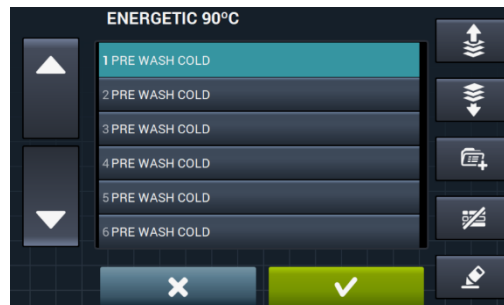 ENERGETIC 90ºC
1 PRE WASH COLD
2 PRE WASH COLD
3 PRE WASH COLD
4 PRE WASH COLD
5 PRE WASH COLD
6 PRE WASH COLD